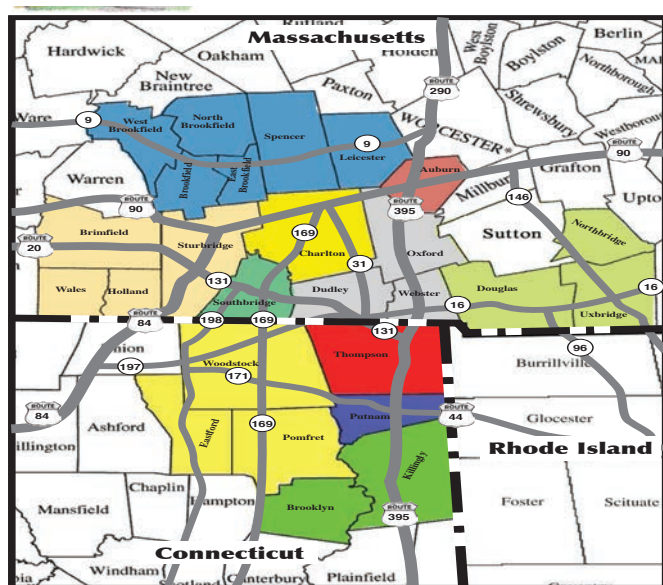 Massachusetts
Rutland
Berlin
Hardwick
Oakham
Holden
West
Boylston
Boylston
New
Braintree
Paxton
ROUTE
290
Northborough
Shrewsbury
Ware
9
West
Brookfield
North
Brookfield
Spencer
9
Leicester
WORCESTER*
Westborough
ROUTE
90
Warren
Brookfield
East
Brookfield
Auburn
Millbury
Grafton
Upto
146
ROUTE
90
ROUTE
395
ROUTE
20
Brimfield
Sturbridge
169
Charlton
31
Oxford
Sutton
Northbridge
131
Wales
Holland
Southbridge
Dudley
Webster
16
Douglas
16
Uxbridge
ROUTE
84
198
169
131
nion
197
Woodstock
171
Thompson
96
Burrillville
ROUTE
84
Ashford
Eastford
169
Pomfret
Putnam
ROUTE
44
Glocester
illington
Killingly
Rhode Island
Chaplin
Hampton
Brooklyn
Mansfield
ROUTE
395
Foster
Scituate
Connecticut
Windham
Scotland
Canterbury
Plainfield